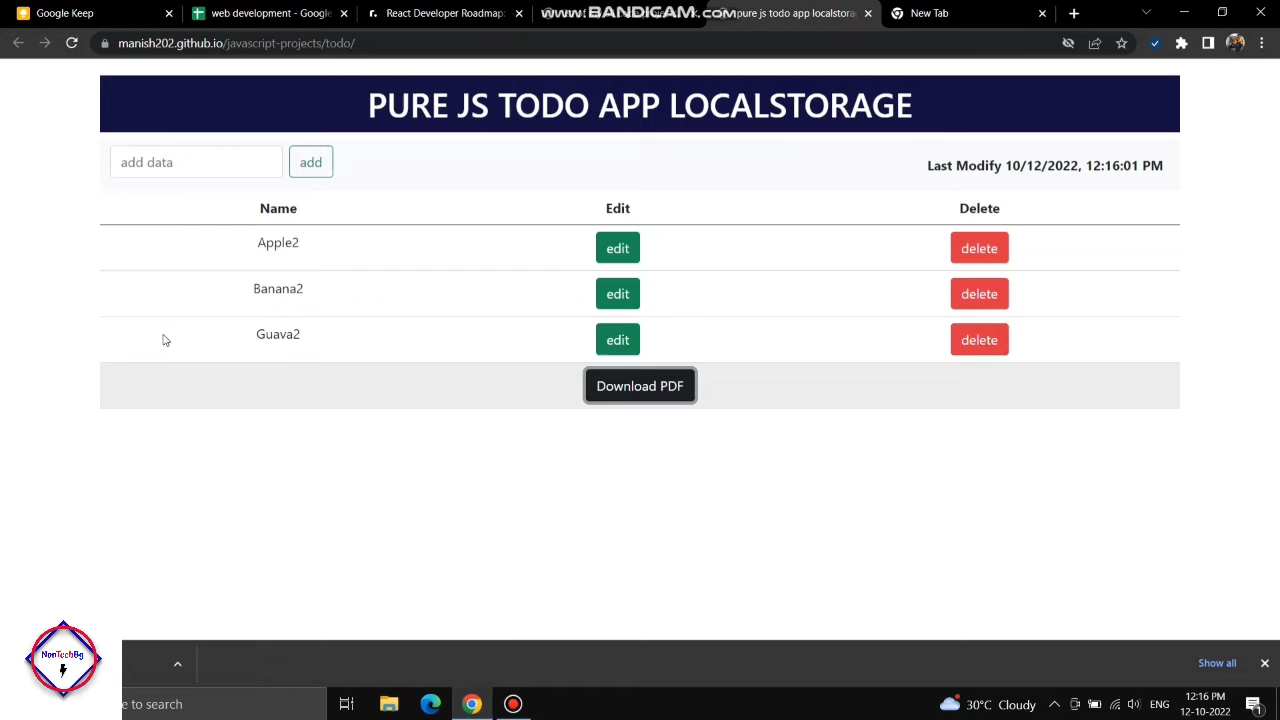 Google Keep
web development - Google
React Developer Roadmap:
www.BANDICAM.com
pure js todo app localstorag
New Tab
manish202.github.io/javascript-projects/todo/
PURE JS TODO APP LOCALSTORAGE
add data
add
Last Modify 10/12/2022, 12:16:01 PM
Name Edit Delete
Apple2 edit delete
Banana2 edit delete
Guava2 edit delete
Download PDF
NonTechBg
Show all
e to search
30°C Cloudy
ENG
12:16 PM
12-10-2022
1